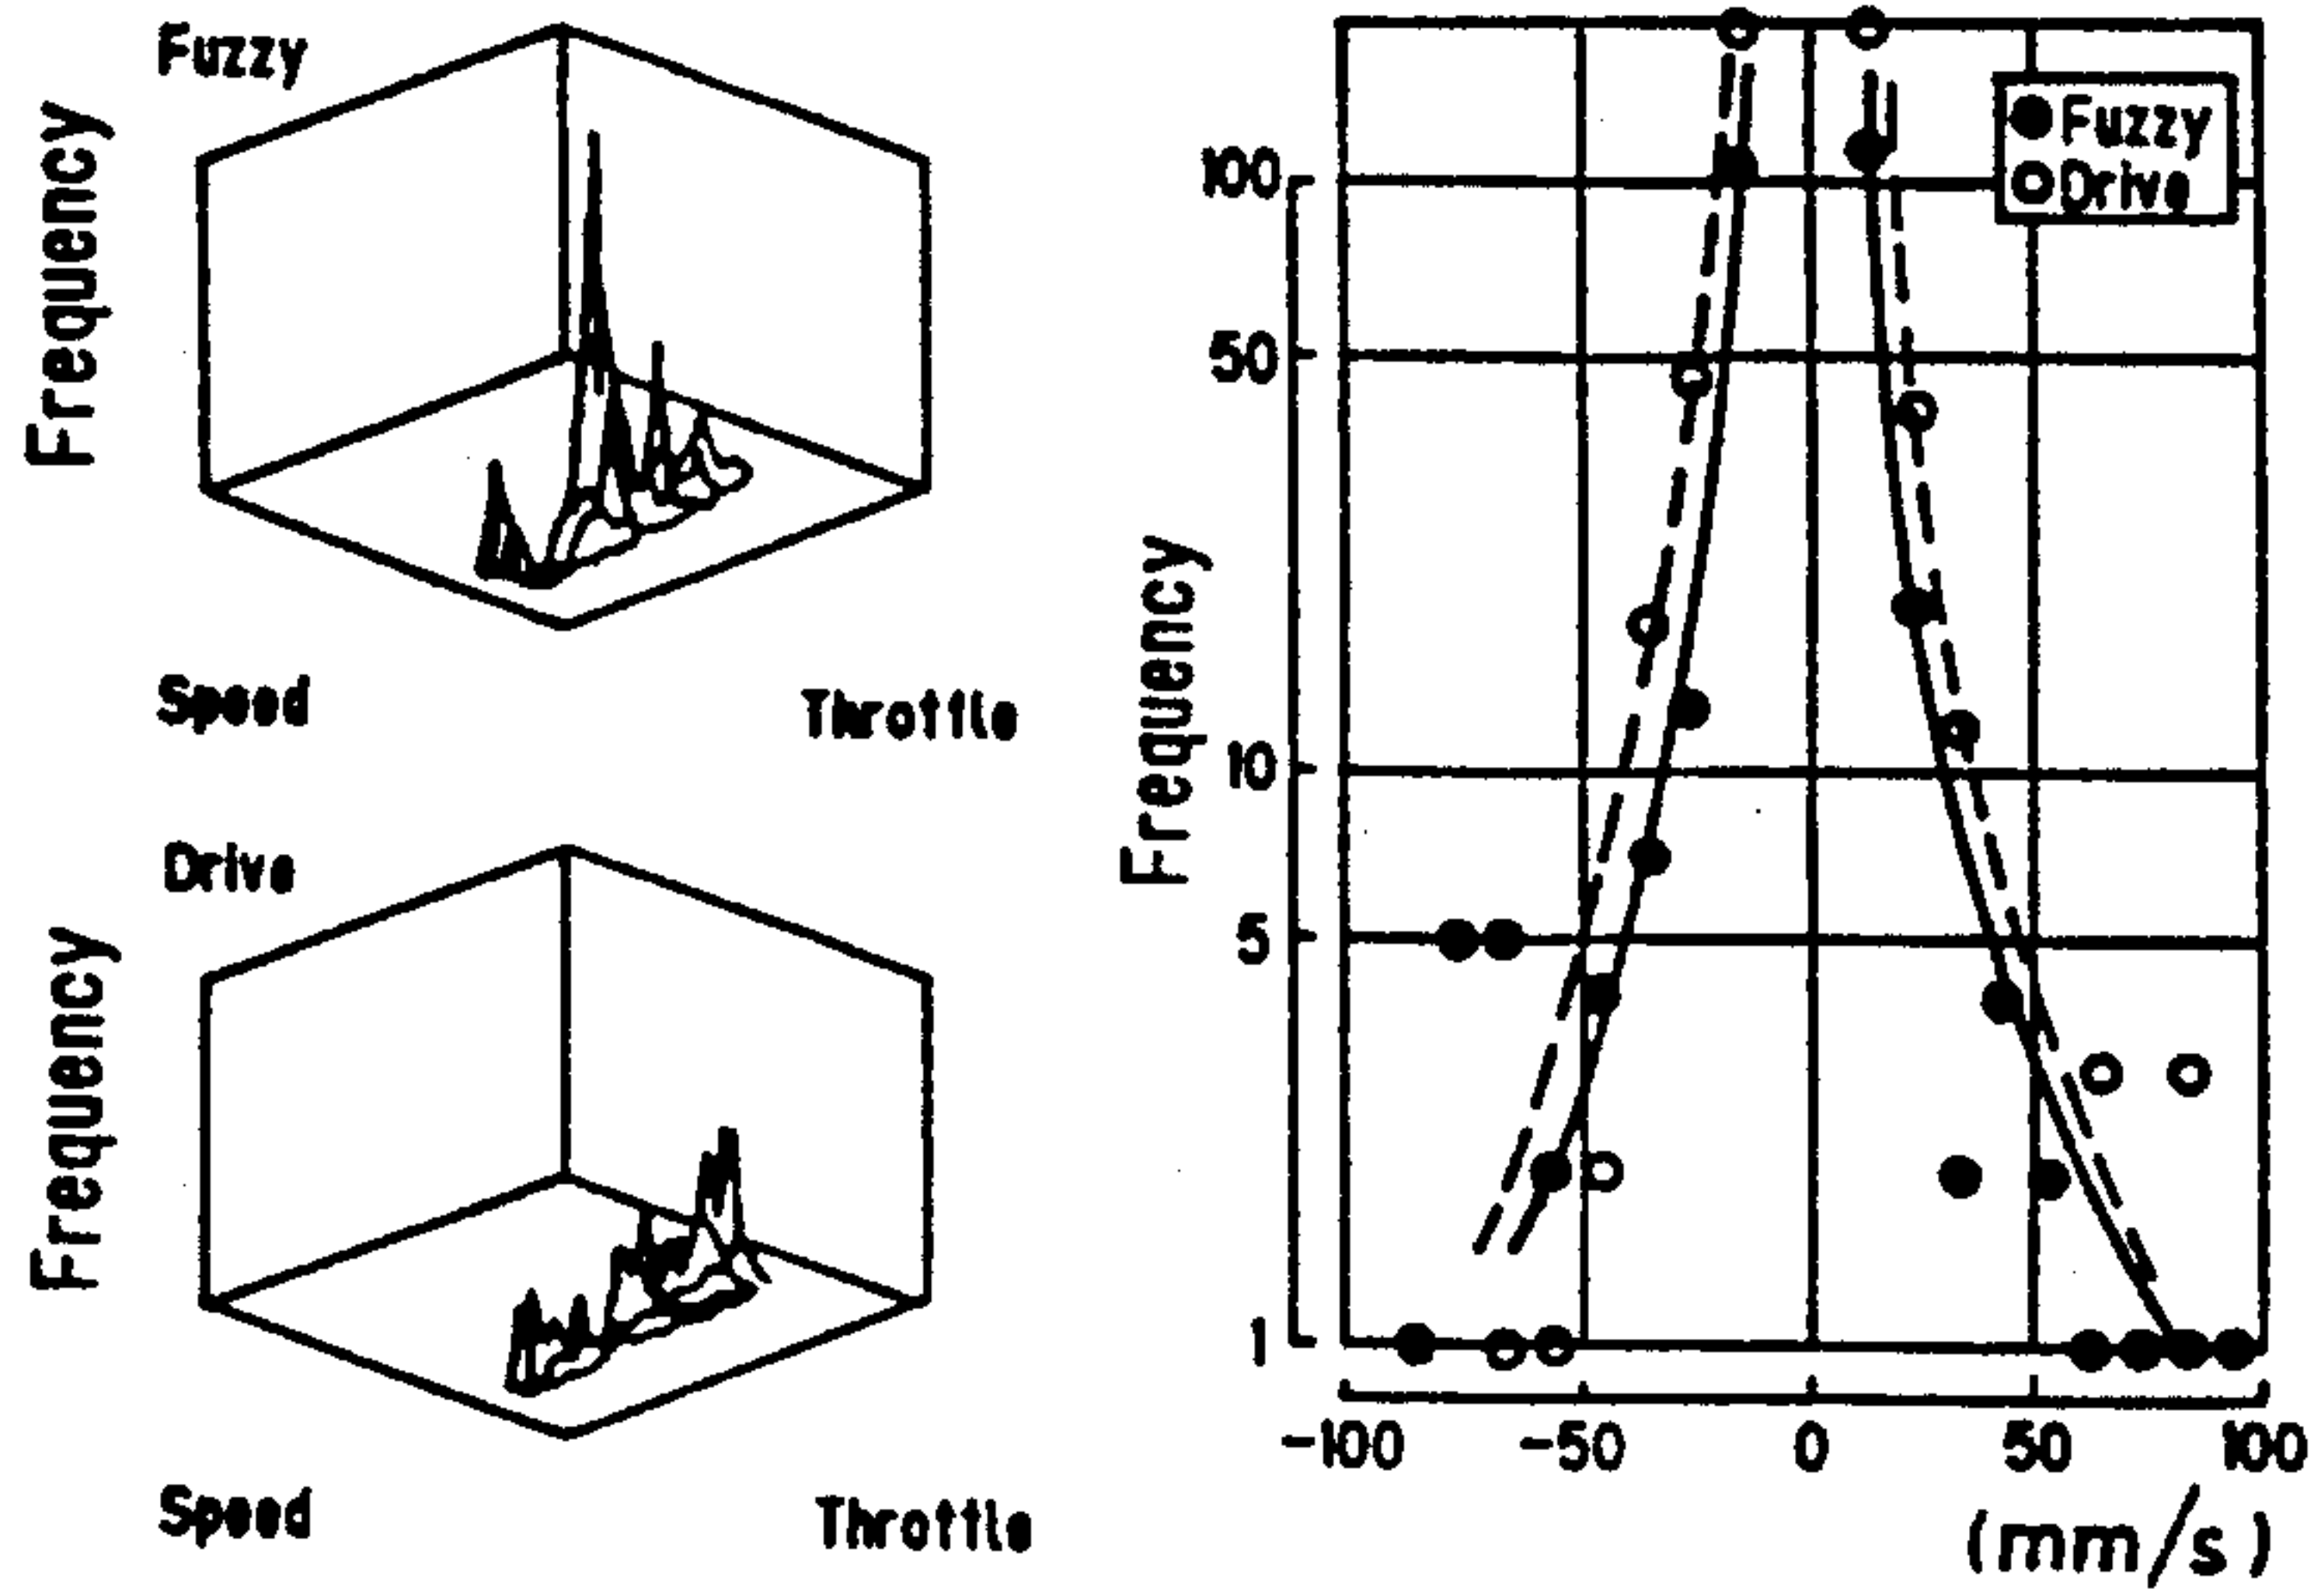 Fuzzy
Frequency
Speed
Throttle
Drive
Frequency
Speed
Throttle
Frequency
100
50
10
5
1
Fuzzy
Drive
-100 -50 0 50 100
(mm/s)